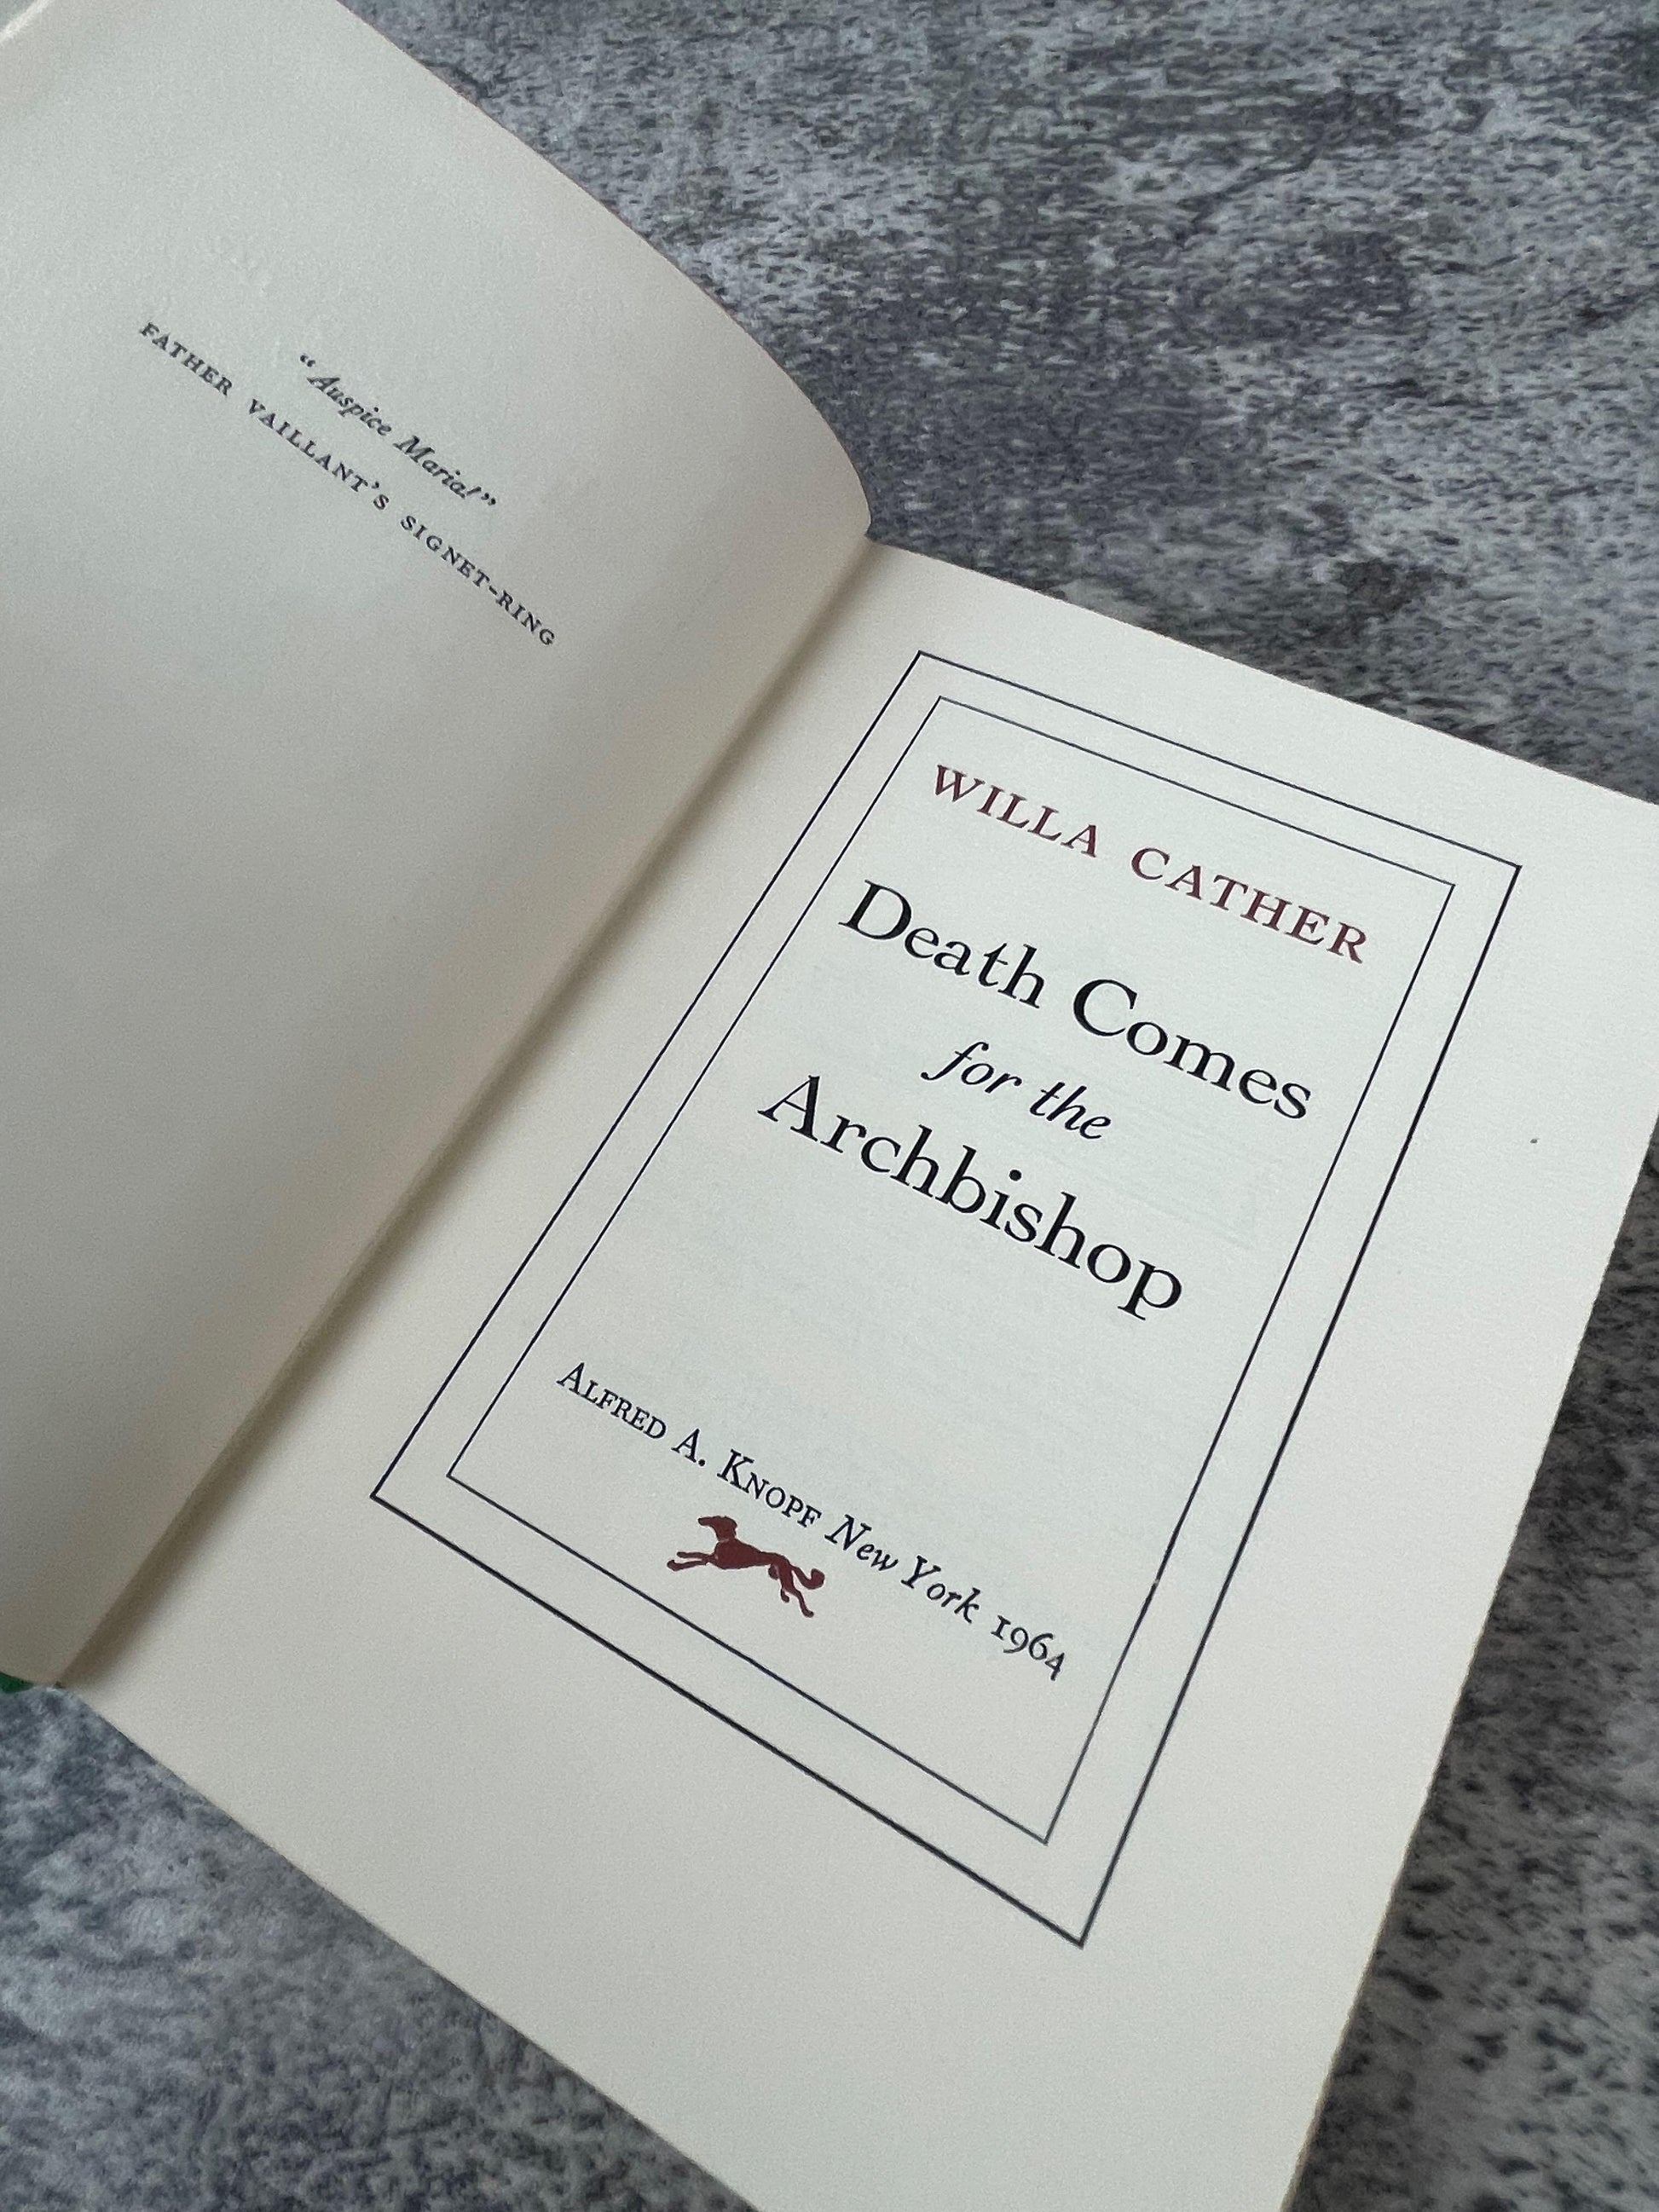 “Auspice Maria!”
FATHER VAILLANT’S SIGNET-RING
WILLA CATHER
Death Comes
for the
Archbishop
ALFRED A. KNOPF New York 1964